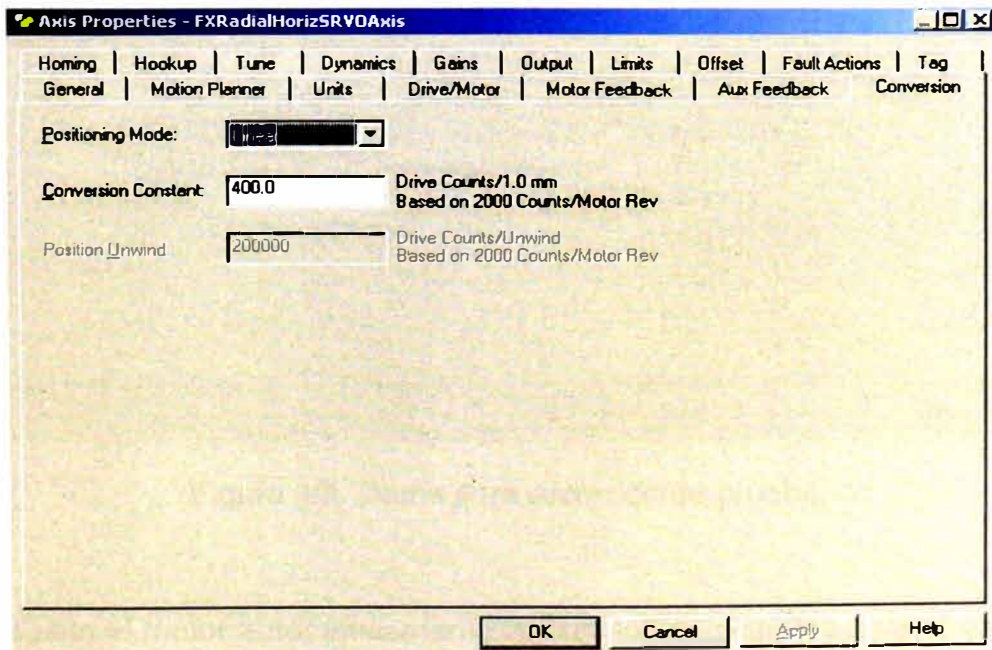 Axis Properties - FXRadialHorizSRVOAxis
Homing Hookup Tune Dynamics Gains Output Limits Offset Fault Actions Tag
General Motion Planner Units Drive/Motor Motor Feedback Aux Feedback Conversion
Positioning Mode:
Conversion Constant: 400.0 Drive Counts/1.0 mm
Based on 2000 Counts/Motor Rev
Position Unwind 200000 Drive Counts/Unwind
Based on 2000 Counts/Motor Rev
OK Cancel Apply Help